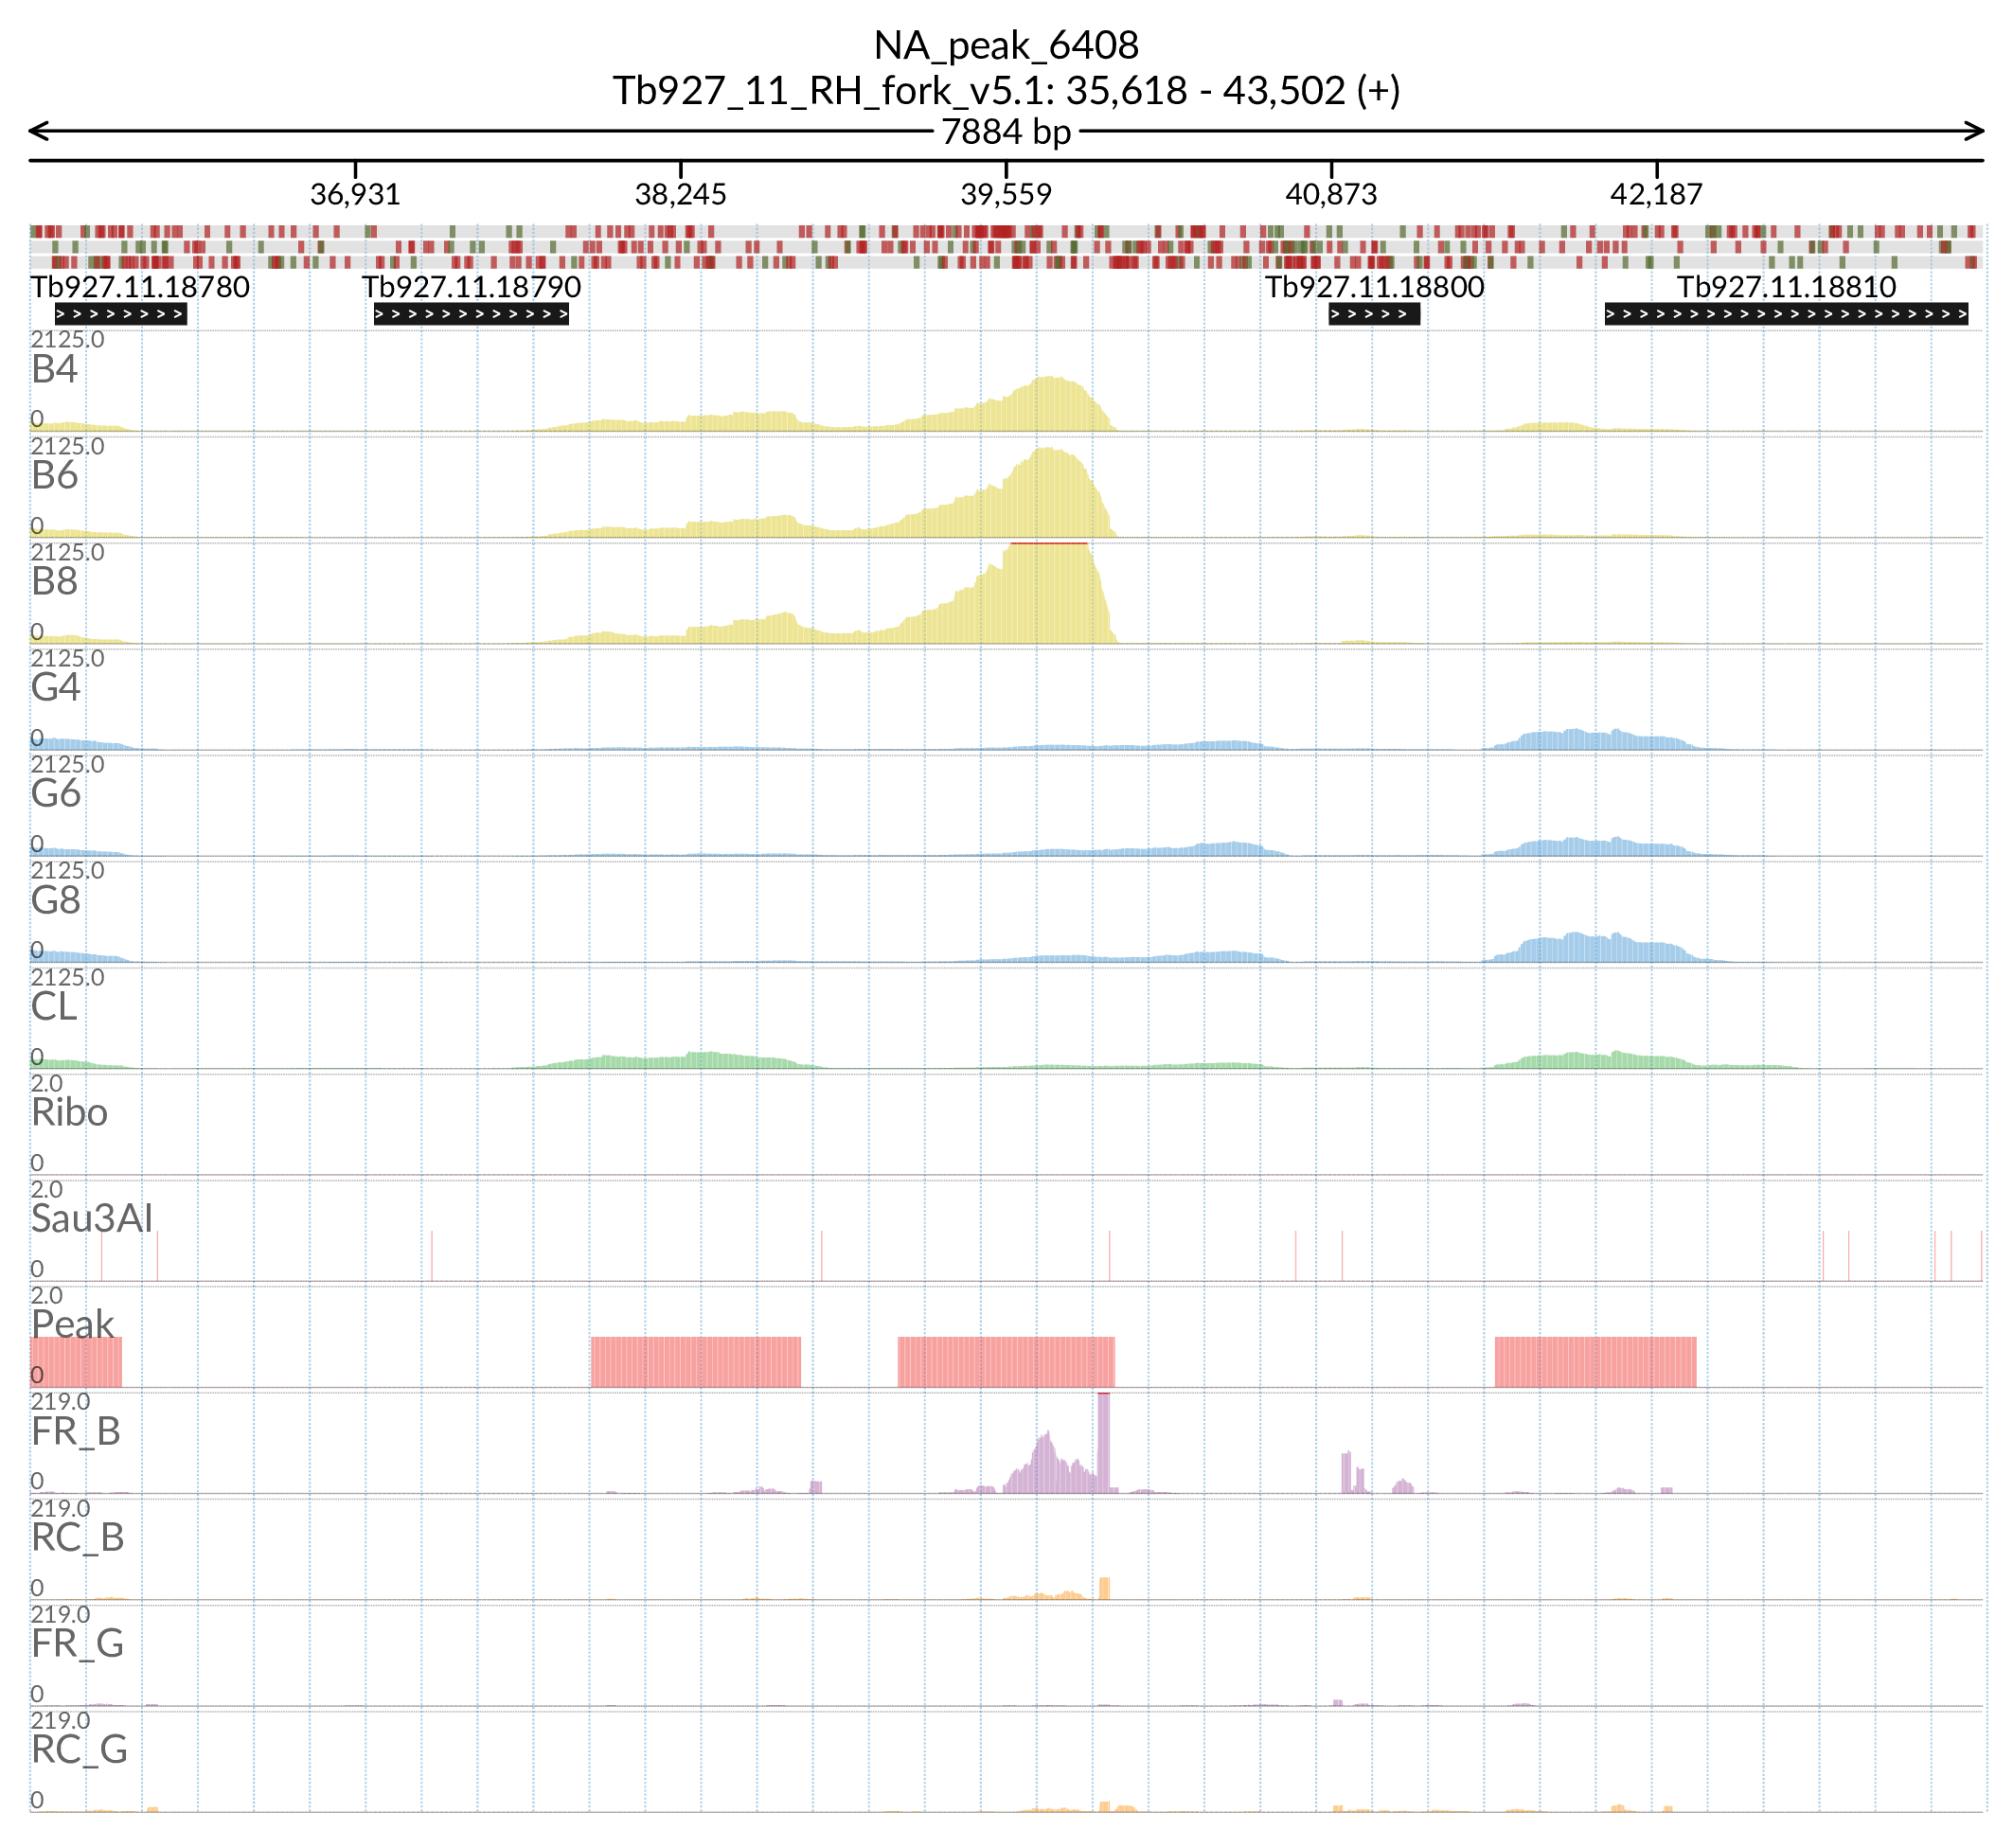 NA_peak_6408
Tb927_11_RH_fork_v5.1: 35,618 - 43,502 (+)
7884 bp
36,931 38,245 39,559 40,873 42,187
Tb927.11.18780 Tb927.11.18790 Tb927.11.18800 Tb927.11.18810
2125.0
B4
0
2125.0
B6
0
2125.0
B8
0
2125.0
G4
0
2125.0
G6
0
2125.0
G8
0
2125.0
CL
0
2.0
Ribo
0
2.0
Sau3AI
0
2.0
Peak
0
219.0
FR_B
0
219.0
RC_B
0
219.0
FR_G
0
219.0
RC_G
0